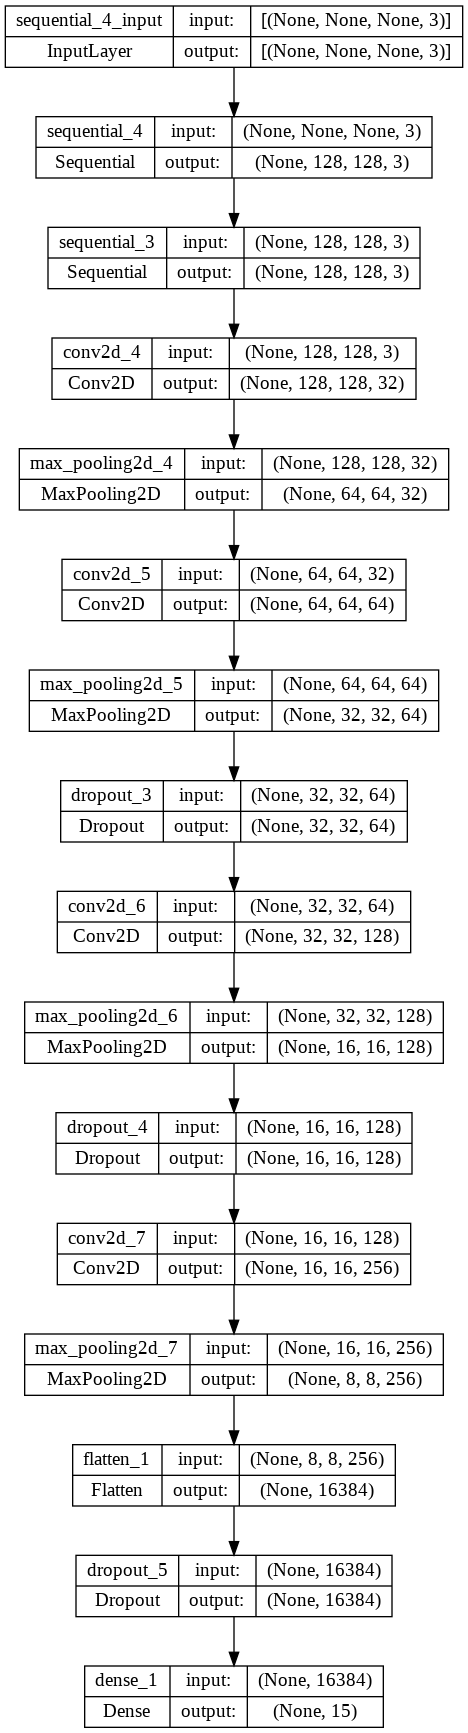 sequential_4_input input: [(None, None, None, 3)]
InputLayer output: [(None, None, None, 3)]
sequential_4 input: (None, None, None, 3)
Sequential output: (None, 128, 128, 3)
sequential_3 input: (None, 128, 128, 3)
Sequential output: (None, 128, 128, 3)
conv2d_4 input: (None, 128, 128, 3)
Conv2D output: (None, 128, 128, 32)
max_pooling2d_4 input: (None, 128, 128, 32)
MaxPooling2D output: (None, 64, 64, 32)
conv2d_5 input: (None, 64, 64, 32)
Conv2D output: (None, 64, 64, 64)
max_pooling2d_5 input: (None, 64, 64, 64)
MaxPooling2D output: (None, 32, 32, 64)
dropout_3 input: (None, 32, 32, 64)
Dropout output: (None, 32, 32, 64)
conv2d_6 input: (None, 32, 32, 64)
Conv2D output: (None, 32, 32, 128)
max_pooling2d_6 input: (None, 32, 32, 128)
MaxPooling2D output: (None, 16, 16, 128)
dropout_4 input: (None, 16, 16, 128)
Dropout output: (None, 16, 16, 128)
conv2d_7 input: (None, 16, 16, 128)
Conv2D output: (None, 16, 16, 256)
max_pooling2d_7 input: (None, 16, 16, 256)
MaxPooling2D output: (None, 8, 8, 256)
flatten_1 input: (None, 8, 8, 256)
Flatten output: (None, 16384)
dropout_5 input: (None, 16384)
Dropout output: (None, 16384)
dense_1 input: (None, 16384)
Dense output: (None, 15)